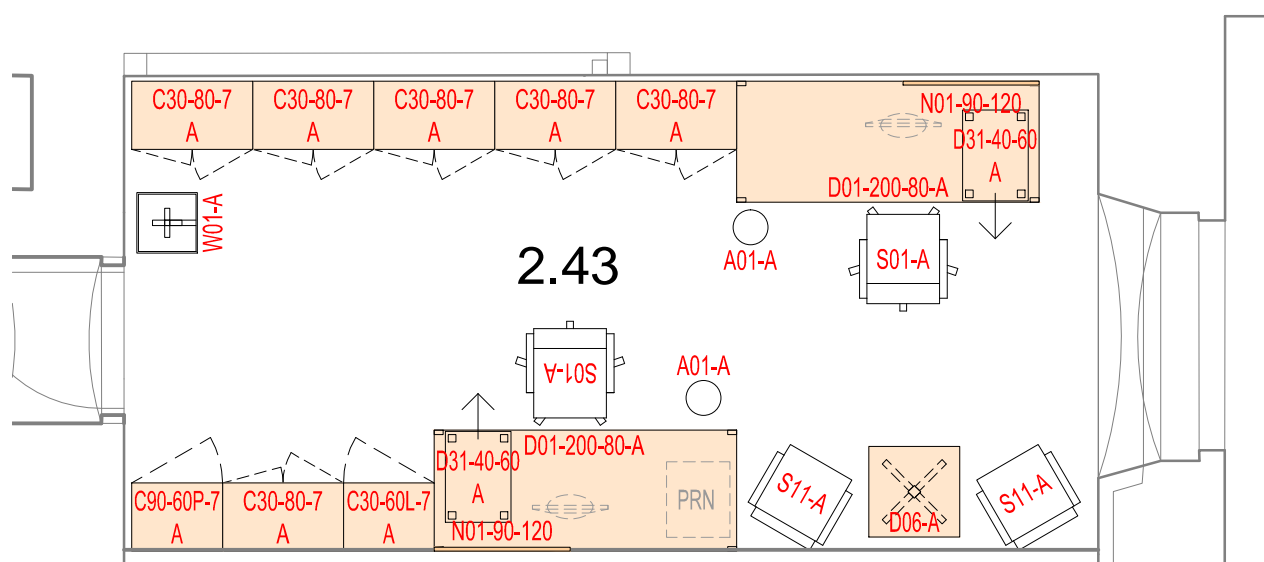 C30-80-7
A
C30-80-7
A
C30-80-7
A
C30-80-7
A
C30-80-7
A
N01-90-120
D31-40-60
A
D01-200-80-A
W01-A
2.43
A01-A
S01-A
S01-A
A01-A
D01-200-80-A
D31-40-60
A
N01-90-120
PRN
C90-60P-7
A
C30-80-7
A
C30-60L-7
A
S11-A
D06-A
S11-A